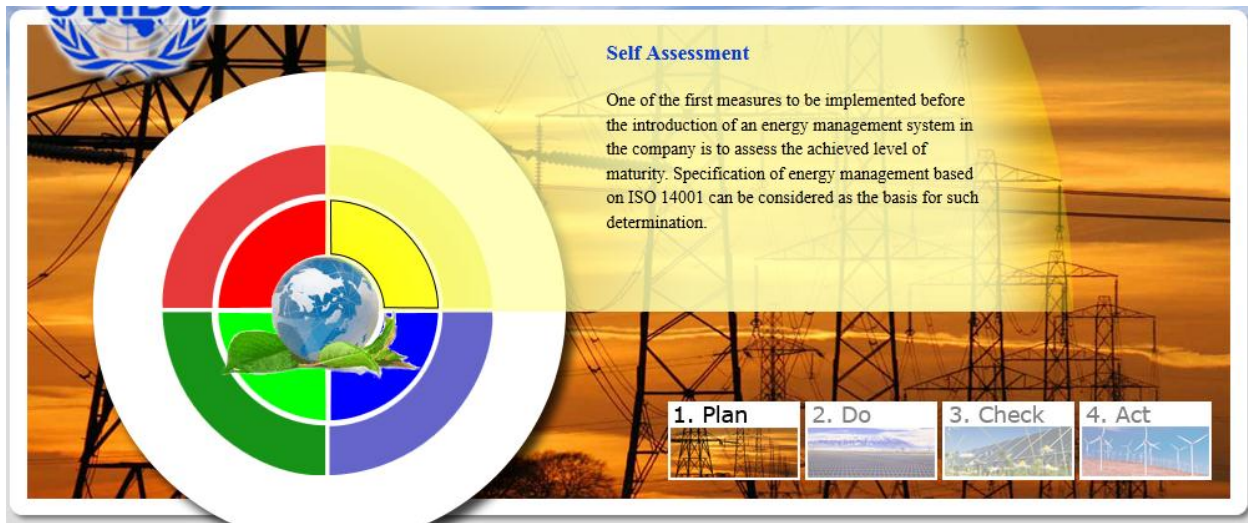 UNIDO
Self Assessment
One of the first measures to be implemented before
the introduction of an energy management system in
the company is to assess the achieved level of
maturity. Specification of energy management based
on ISO 14001 can be considered as the basis for such
determination.
1. Plan
2. Do
3. Check
4. Act